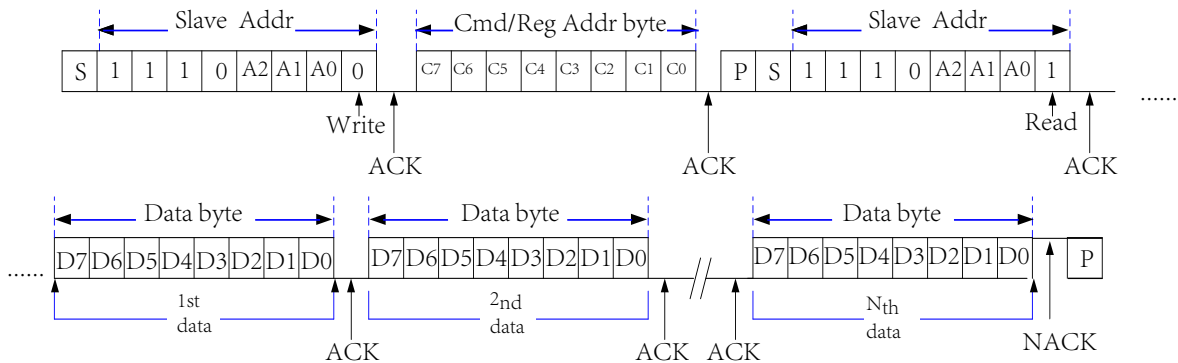 Slave Addr Cmd/Reg Addr byte Slave Addr
S 1 1 1 0 A2 A1 A0 0 C7 C6 C5 C4 C3 C2 C1 C0 P S 1 1 1 0 A2 A1 A0 1 ......
Write Read
ACK ACK ACK
Data byte Data byte Data byte
...... D7 D6 D5 D4 D3 D2 D1 D0 D7 D6 D5 D4 D3 D2 D1 D0 // D7 D6 D5 D4 D3 D2 D1 D0 P
1st 2nd Nth
data data data
ACK ACK ACK NACK